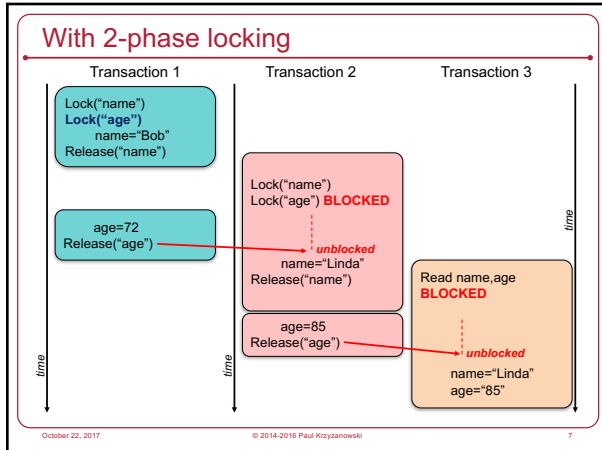 With 2-phase locking
Transaction 1
Transaction 2
Transaction 3
Lock(“name”)
Lock(“age”)
name=“Bob”
Release(“name”)
age=72
Release(“age”)
Lock(“name”)
Lock(“age”) BLOCKED
unblocked
name=“Linda”
Release(“name”)
age=85
Release(“age”)
Read name,age
BLOCKED
unblocked
name=“Linda”
age=“85”
time
time
time
October 22, 2017
© 2014-2016 Paul Krzyzanowski
7